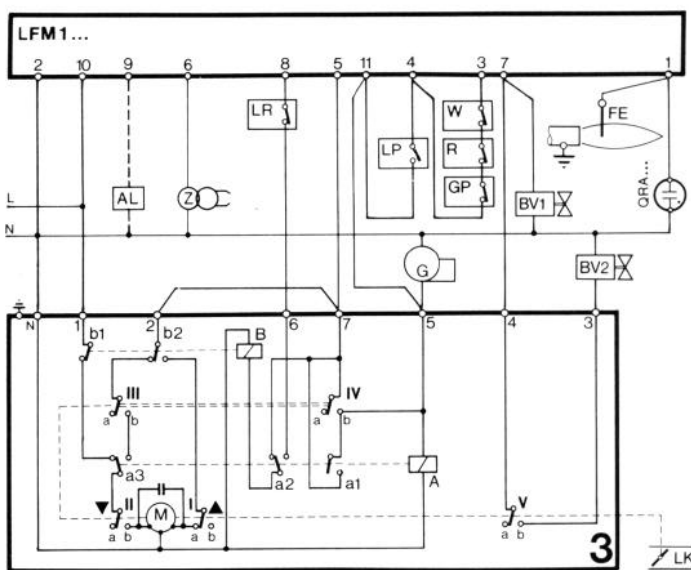 LFM1...
2 10 9 6 8 5 11 4 3 7 1
LR
W
FE
LP
R
GP
AL
Z
BV1
QRA...
L
N
G
BV2
N 1 2 6 7 5 4 3
b1 b2 B
III IV
a b a b
a3 a2 a1 A
▼ II M I ▲ V
a b a b a b
3
LK